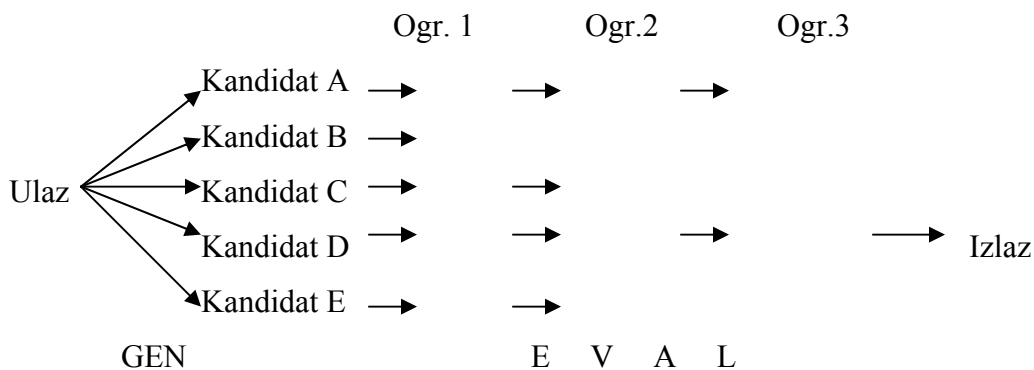 Ogr. 1 Ogr.2 Ogr.3
Kandidat A
Kandidat B
Ulaz Kandidat C
Kandidat D Izlaz
Kandidat E
GEN E V A L